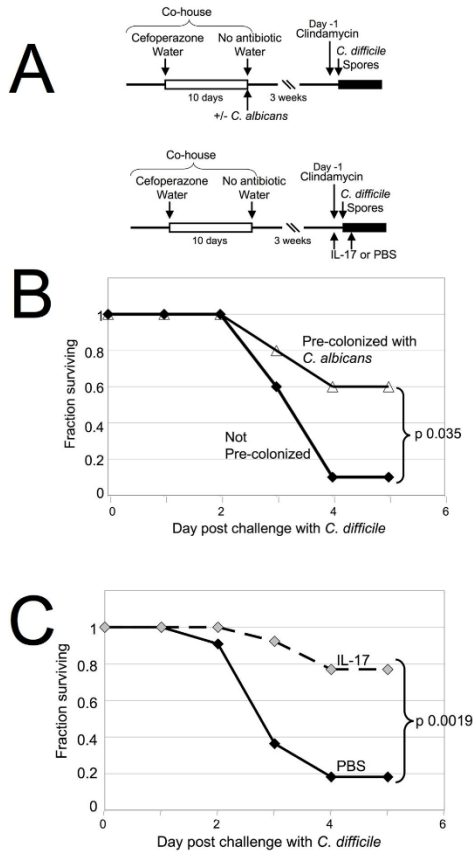 A
Co-house
Cefoperazone
Water
No antibiotic
Water
Day -1
Clindamycin
C. difficile
Spores
10 days
3 weeks
+/- C. albicans
Co-house
Cefoperazone
Water
No antibiotic
Water
Day -1
Clindamycin
C. difficile
Spores
10 days
3 weeks
IL-17 or PBS
B
Fraction surviving
1
0.8
0.6
0.4
0.2
0
Pre-colonized with
C. albicans
Not
Pre-colonized
p 0.035
0
2
4
6
Day post challenge with C. difficile
C
Fraction surviving
1
0.8
0.6
0.4
0.2
0
IL-17
PBS
p 0.0019
0
2
4
6
Day post challenge with C. difficile